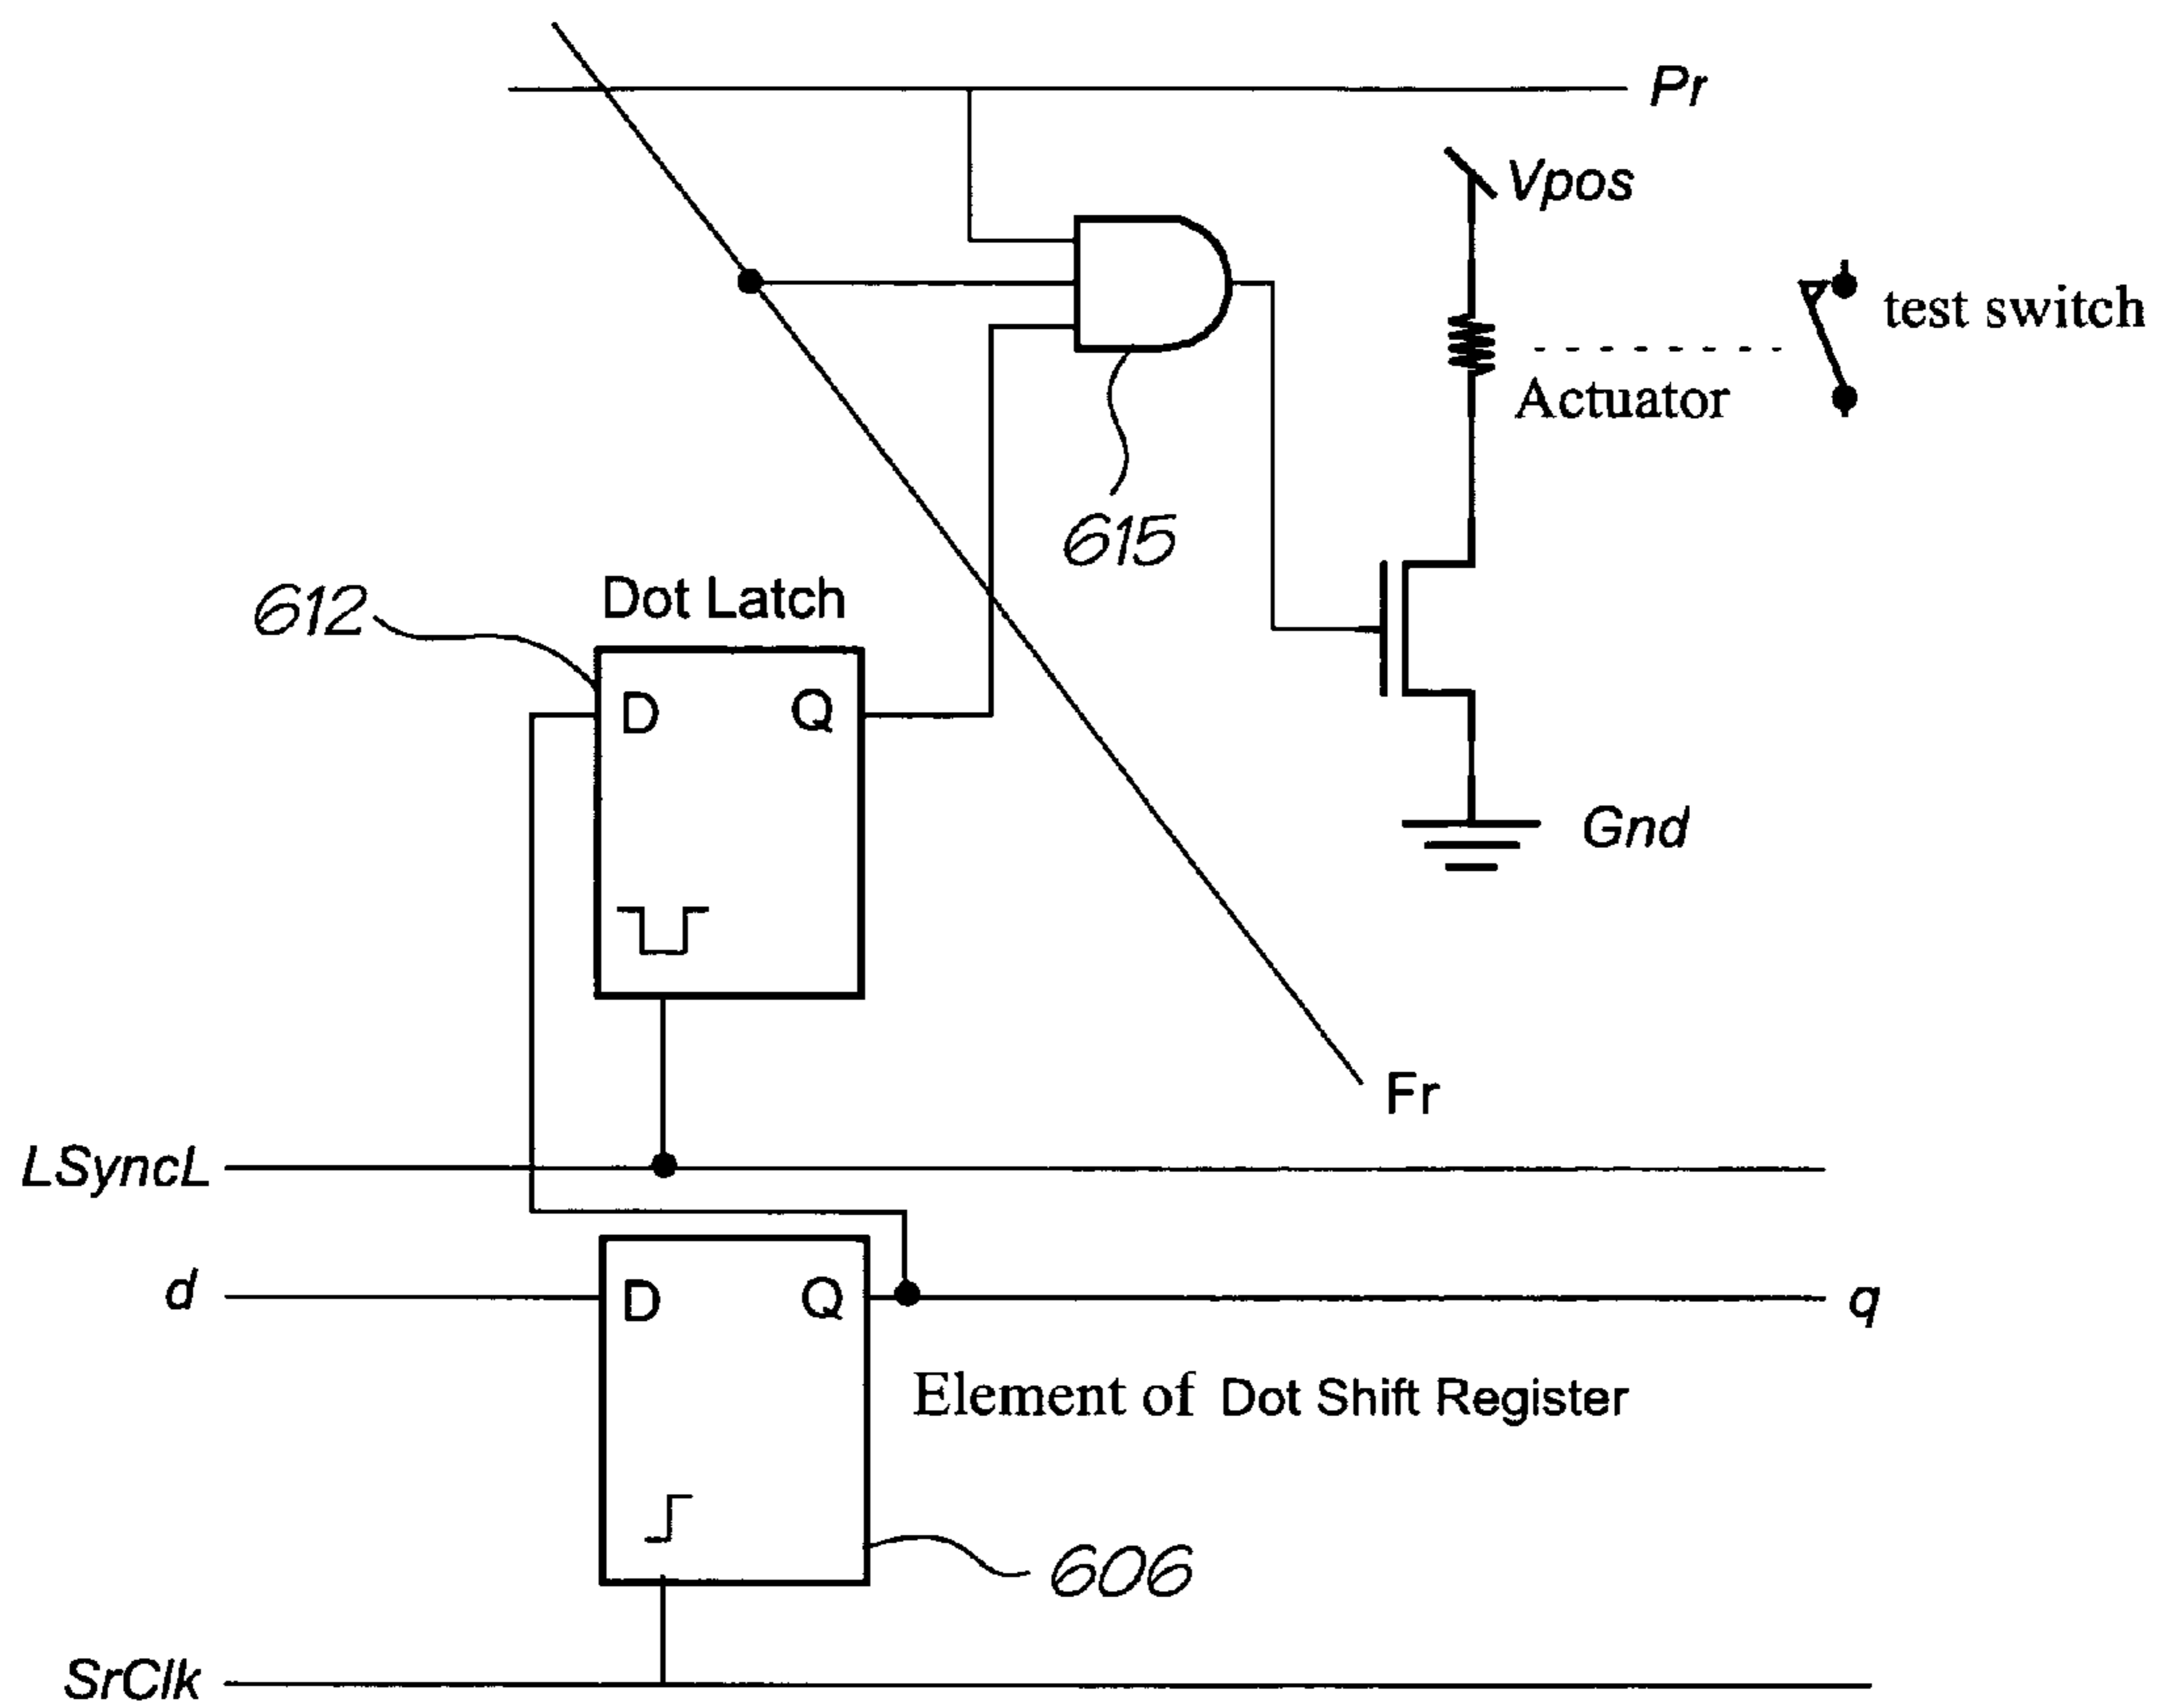 Pr
Vpos
test switch
Actuator
615
612
Dot Latch
D Q
Gnd
Fr
LSyncL
d
D Q
q
Element of Dot Shift Register
606
SrClk